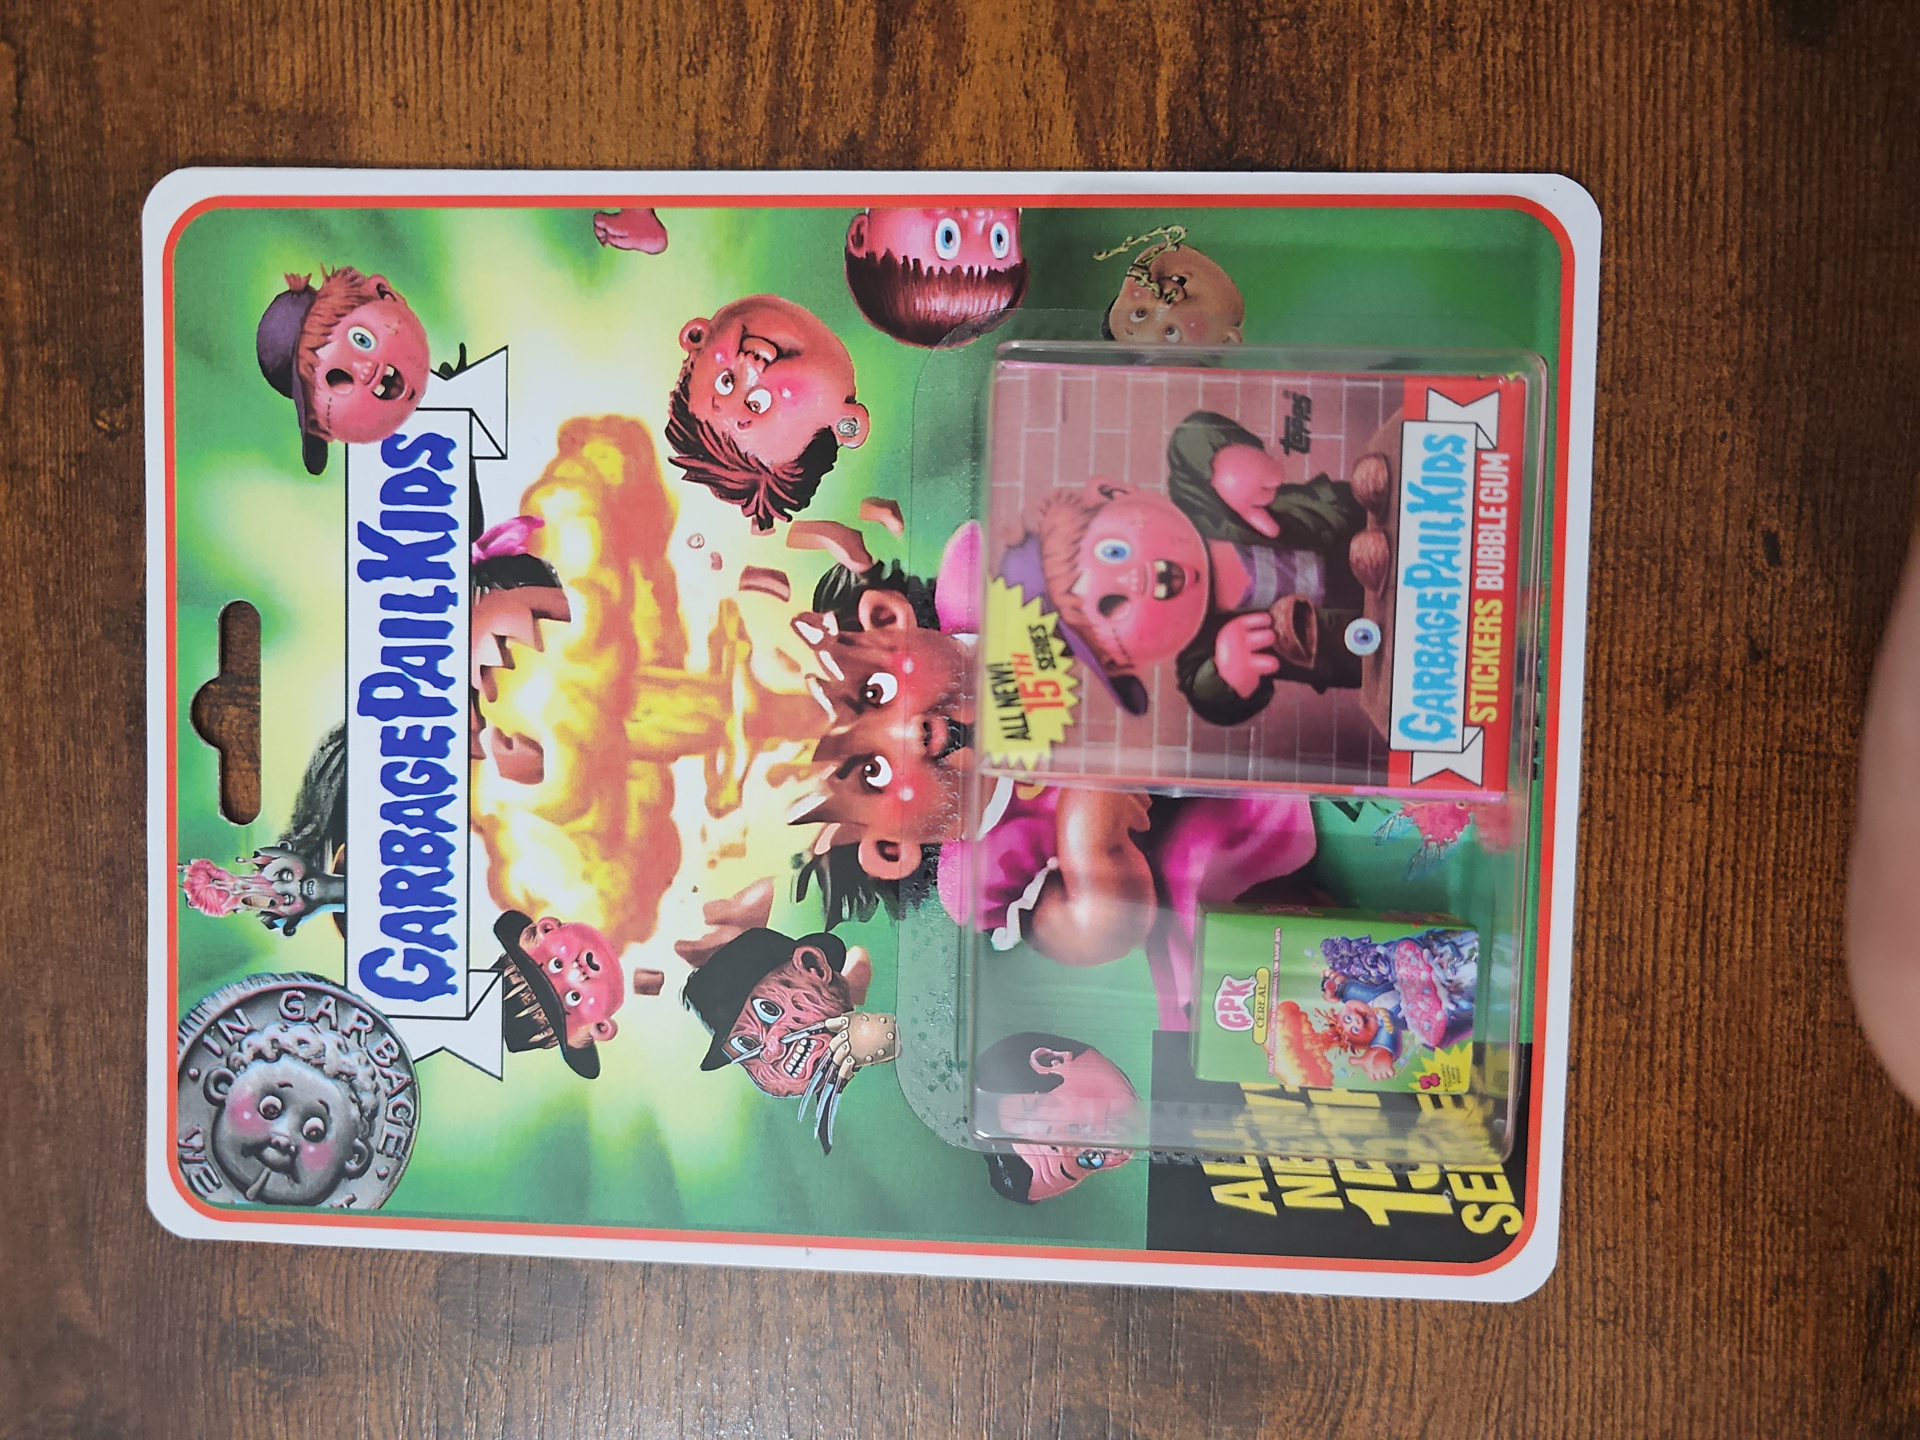 WE
IN GARBAGE
GARBAGE PAIL KIDS
ALL NEW!
15TH
SERIES
ALL
NEW!
15TH
SERIES
GPK
CEREAL
TOPPS
GARBAGE PAIL KIDS
STICKERS BUBBLE GUM